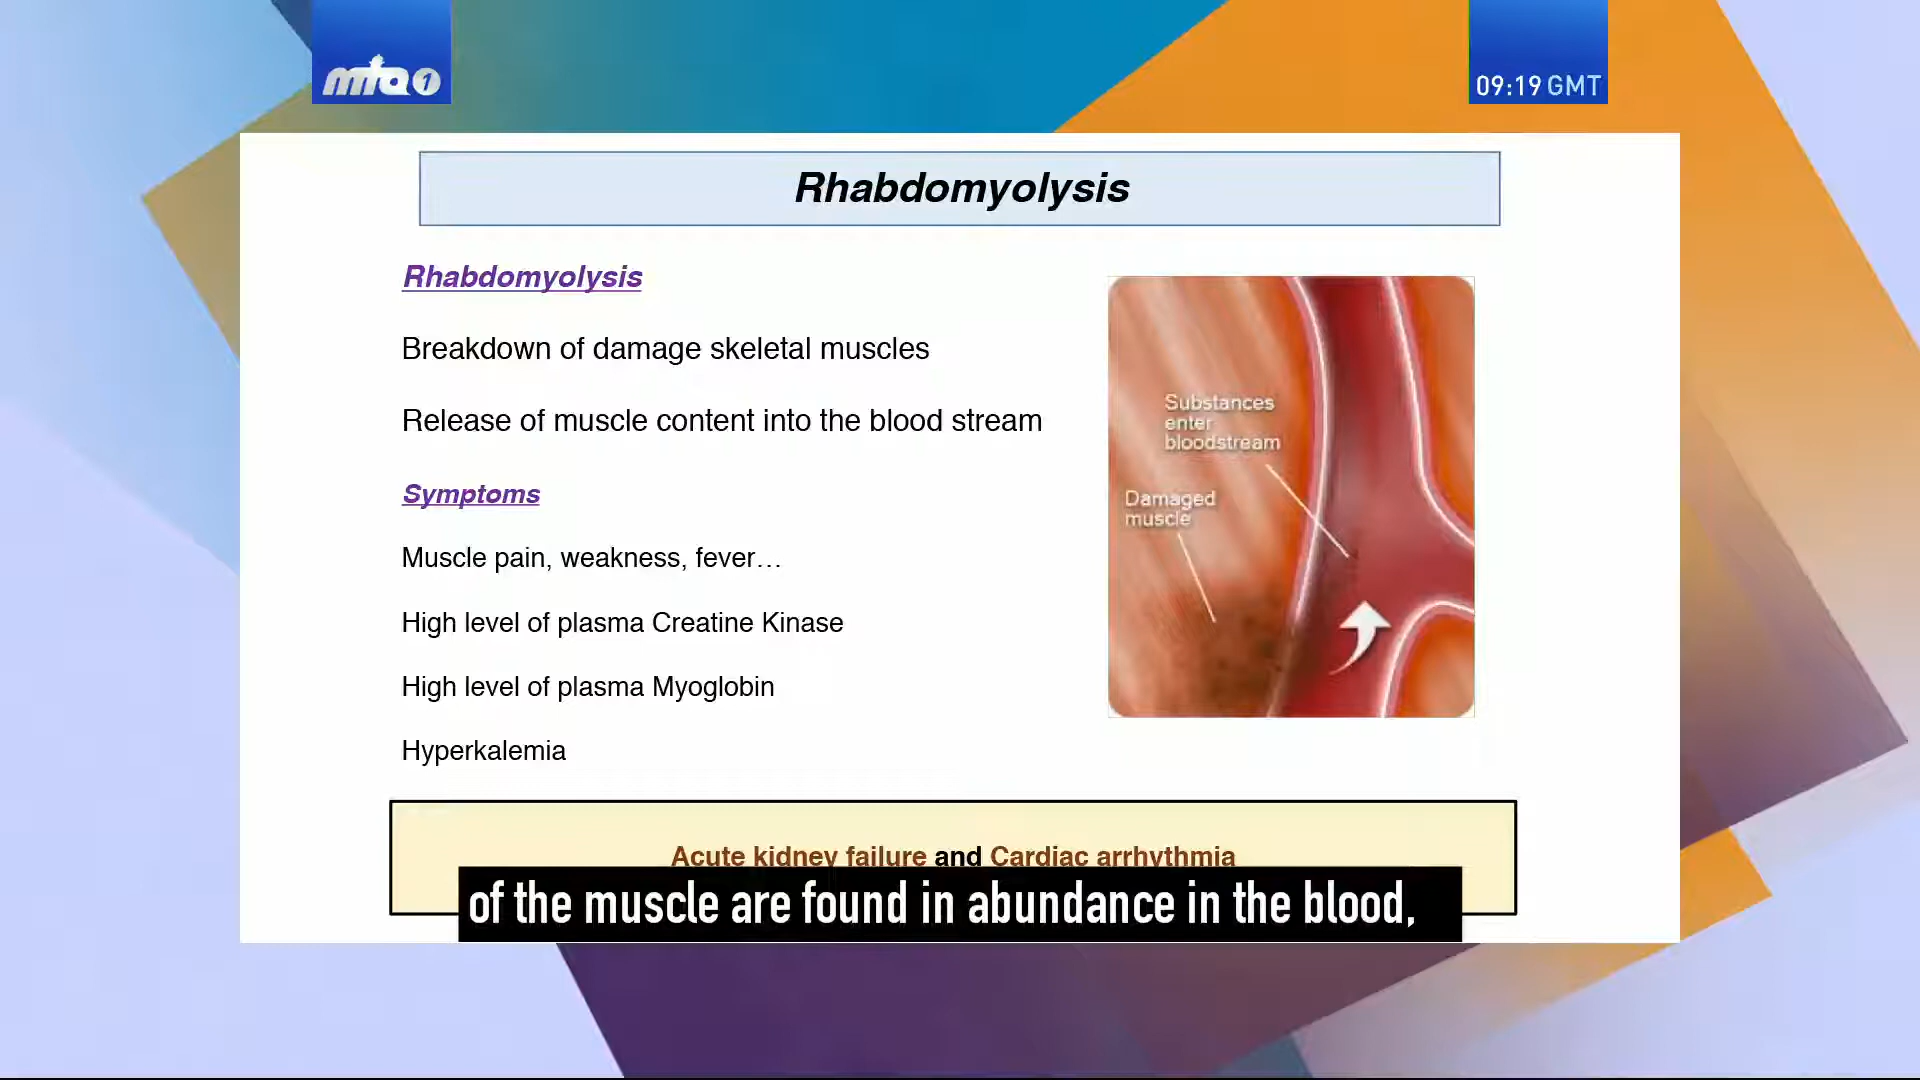 mta 1
09:19 GMT
Rhabdomyolysis
Rhabdomyolysis
Breakdown of damage skeletal muscles
Release of muscle content into the blood stream
Symptoms
Muscle pain, weakness, fever…
High level of plasma Creatine Kinase
High level of plasma Myoglobin
Hyperkalemia
Substances
enter
bloodstream
Damaged
muscle
Acute kidney failure and Cardiac arrhythmia
of the muscle are found in abundance in the blood,